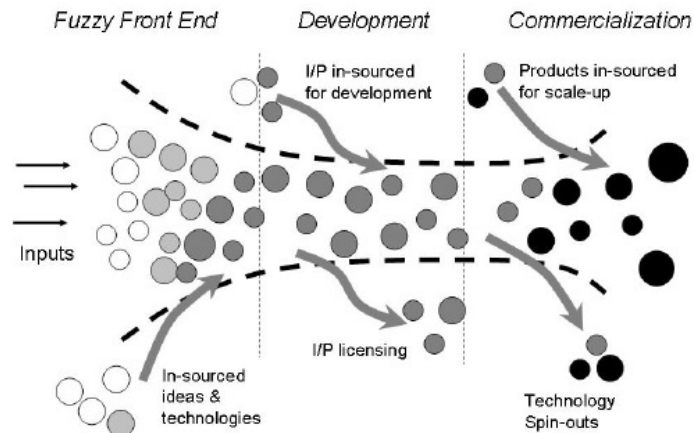 Fuzzy Front End
Development
Commercialization
I/P in-sourced
for development
Products in-sourced
for scale-up
Inputs
I/P licensing
In-sourced
ideas &
technologies
Technology
Spin-outs